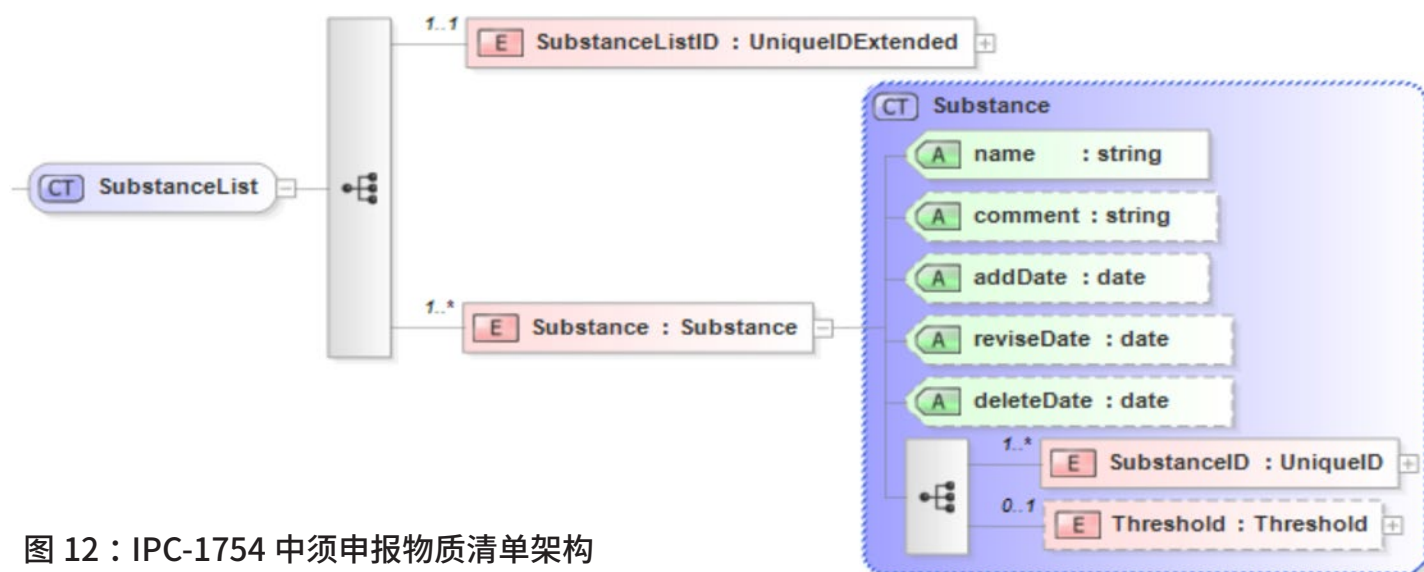 1..1
E SubstanceListID : UniqueIDExtended
CT Substance
A name : string
CT SubstanceList
A comment : string
A addDate : date
1..*
E Substance : Substance
A reviseDate : date
A deleteDate : date
1..*
E SubstanceID : UniqueID
0..1
E Threshold : Threshold
图 12：IPC-1754 中须申报物质清单架构